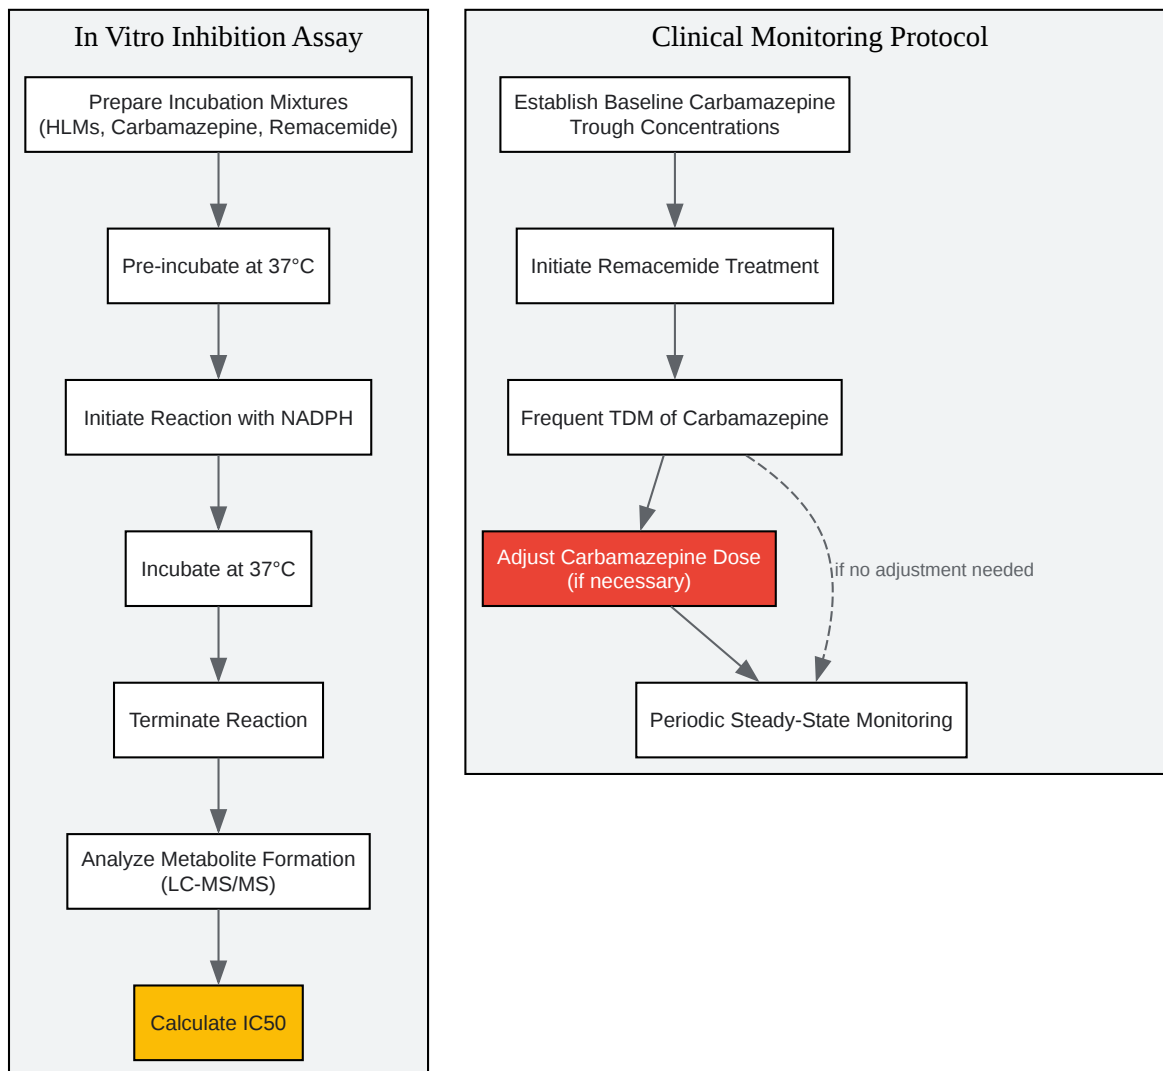 In Vitro Inhibition Assay
Prepare Incubation Mixtures
(HLMs, Carbamazepine, Remacemide)
Pre-incubate at 37°C
Initiate Reaction with NADPH
Incubate at 37°C
Terminate Reaction
Analyze Metabolite Formation
(LC-MS/MS)
Calculate IC50
Clinical Monitoring Protocol
Establish Baseline Carbamazepine
Trough Concentrations
Initiate Remacemide Treatment
Frequent TDM of Carbamazepine
Adjust Carbamazepine Dose
(if necessary)
if no adjustment needed
Periodic Steady-State Monitoring